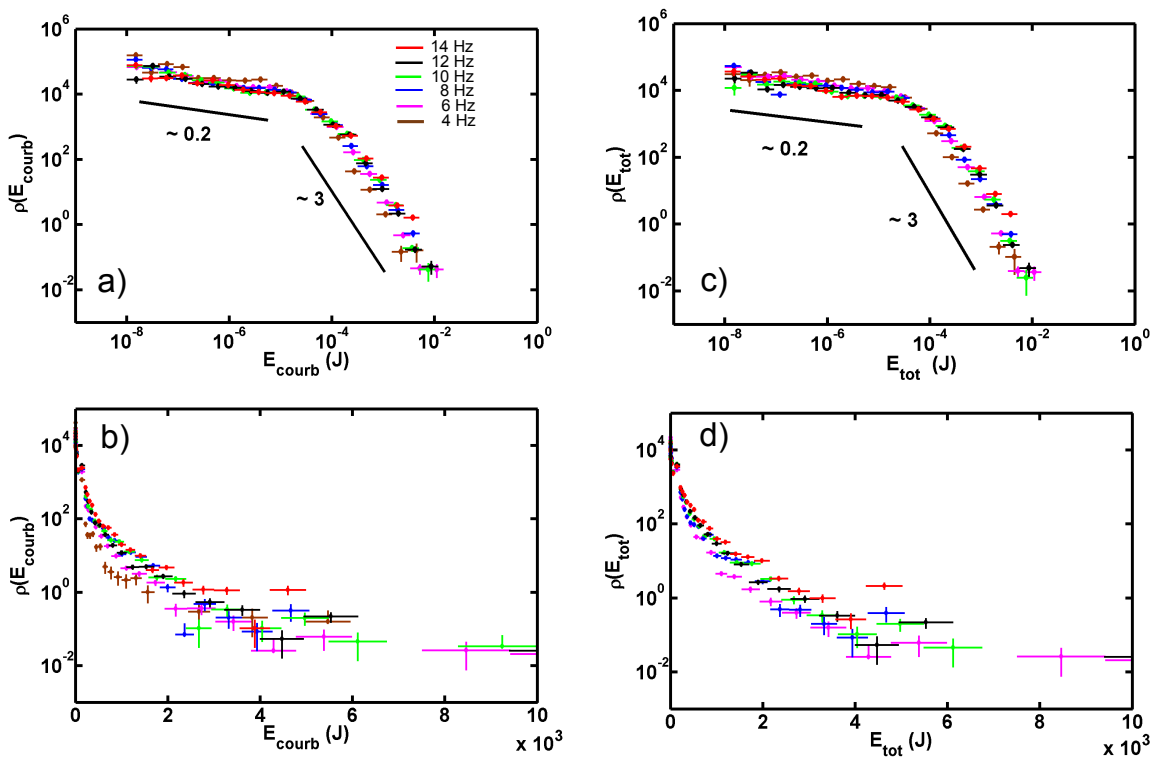 10^6
10^4
10^2
10^0
10^-2
ρ(E_courb)
14 Hz
12 Hz
10 Hz
8 Hz
6 Hz
4 Hz
~ 0.2
~ 3
a)
10^-8
10^-6
10^-4
10^-2
10^0
E_courb (J)
10^6
10^4
10^2
10^0
10^-2
ρ(E_tot)
~ 0.2
~ 3
c)
10^-8
10^-6
10^-4
10^-2
10^0
E_tot (J)
10^4
10^2
10^0
10^-2
ρ(E_courb)
b)
0
2
4
6
8
10
E_courb (J)
x 10^3
10^4
10^2
10^0
10^-2
ρ(E_tot)
d)
0
2
4
6
8
10
E_tot (J)
x 10^3